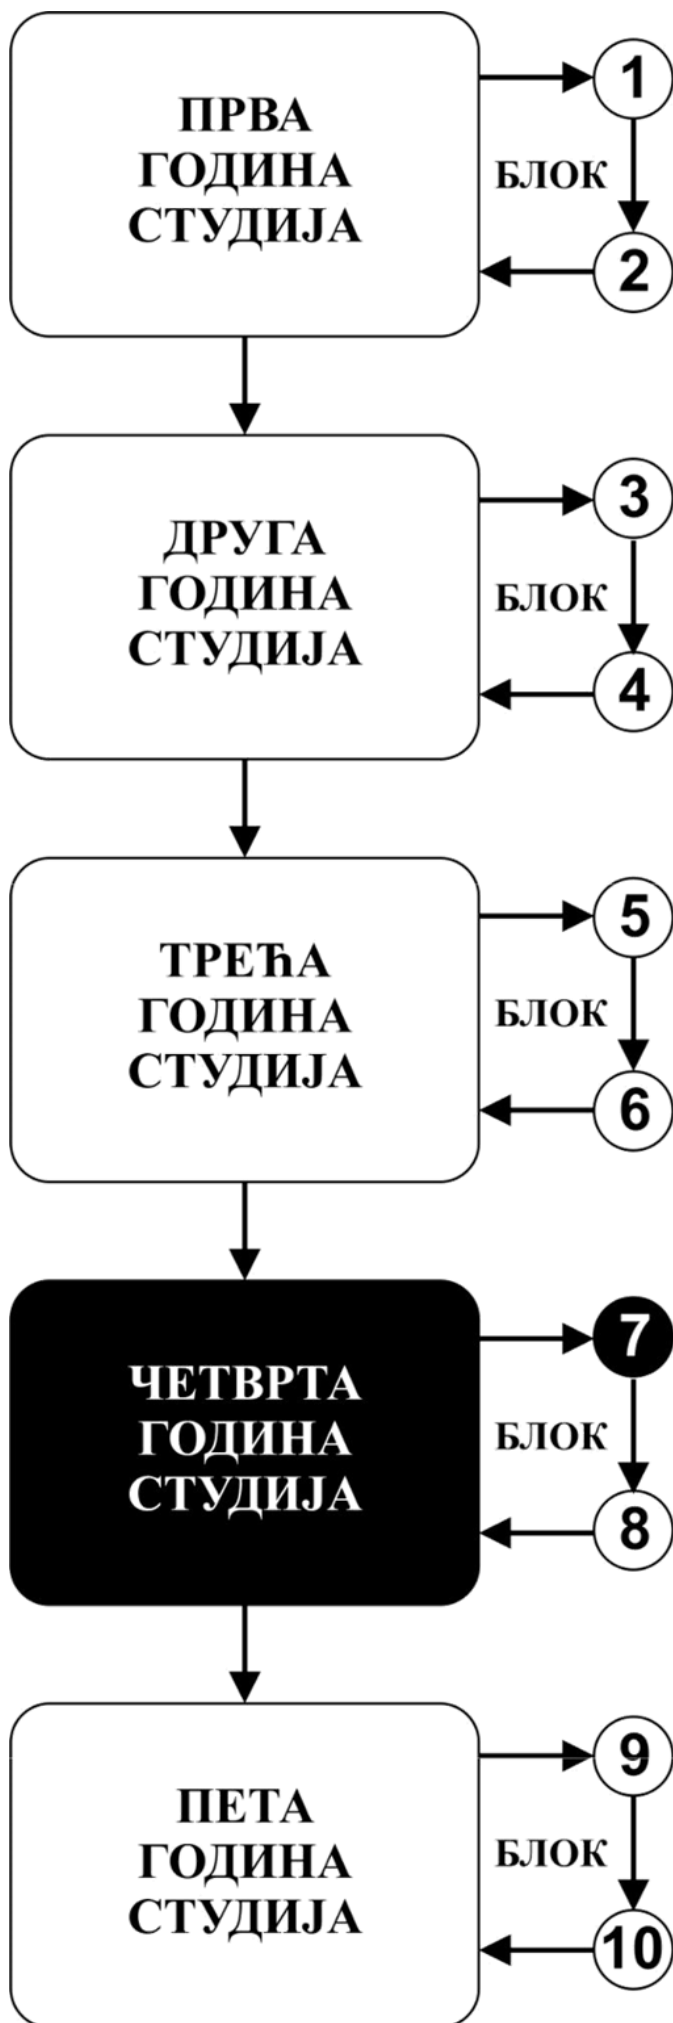 ПРВА
ГОДИНА
СТУДИЈА
1
БЛОК
2
ДРУГА
ГОДИНА
СТУДИЈА
3
БЛОК
4
ТРЕЋА
ГОДИНА
СТУДИЈА
5
БЛОК
6
ЧЕТВРТА
ГОДИНА
СТУДИЈА
7
БЛОК
8
ПЕТА
ГОДИНА
СТУДИЈА
9
БЛОК
10